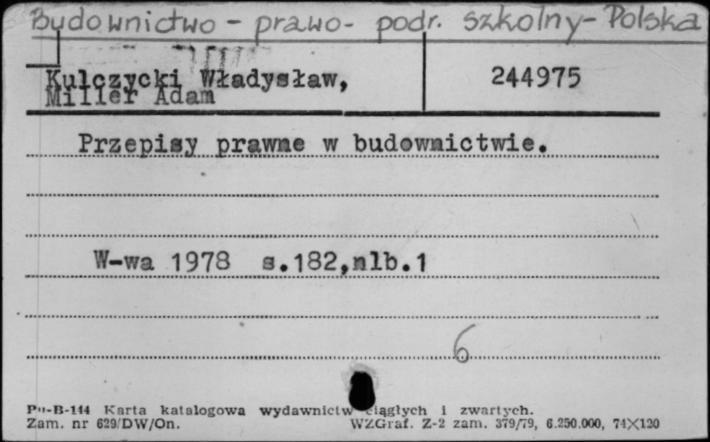 Budownictwo - prawo - podr. szkolny - Polska
Kulczycki Władysław, 244975
Miller Adam
Przepisy prawne w budownictwie.
W-wa 1978 s.182,nlb.1
6
Pu-B-144 Karta katalogowa wydawnictw ciągłych i zwartych.
Zam. nr 629/DW/On. WZGraf. Z-2 zam. 379/79, 6.250.000, 74X120